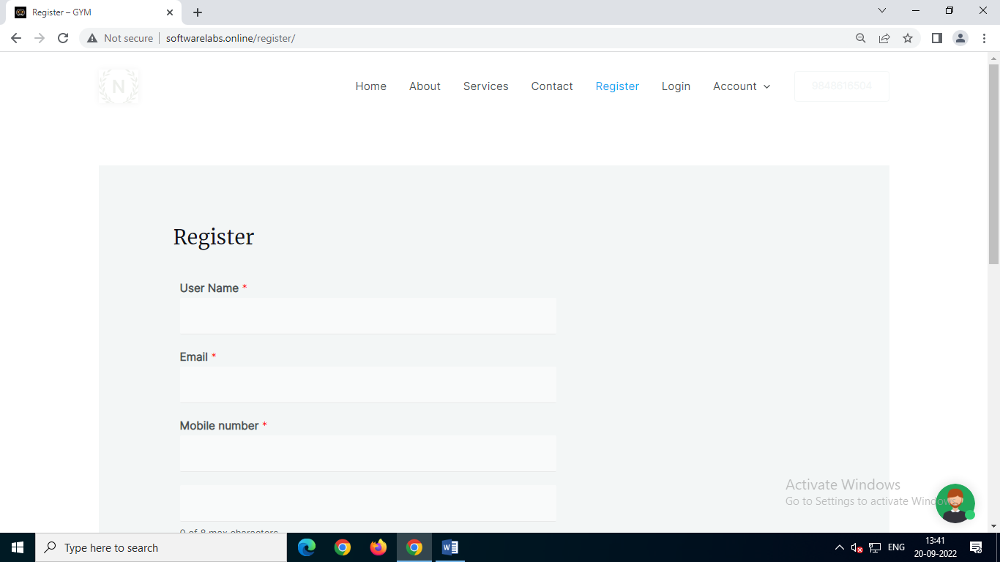 Register – GYM
Not secure
softwarelabs.online/register/
N
Home
About
Services
Contact
Register
Login
Account
9848616504
Register
User Name *
Email *
Mobile number *
0 of 8 max characters
Activate Windows
Go to Settings to activate Windows
Type here to search
W
ENG
13:41
20-09-2022